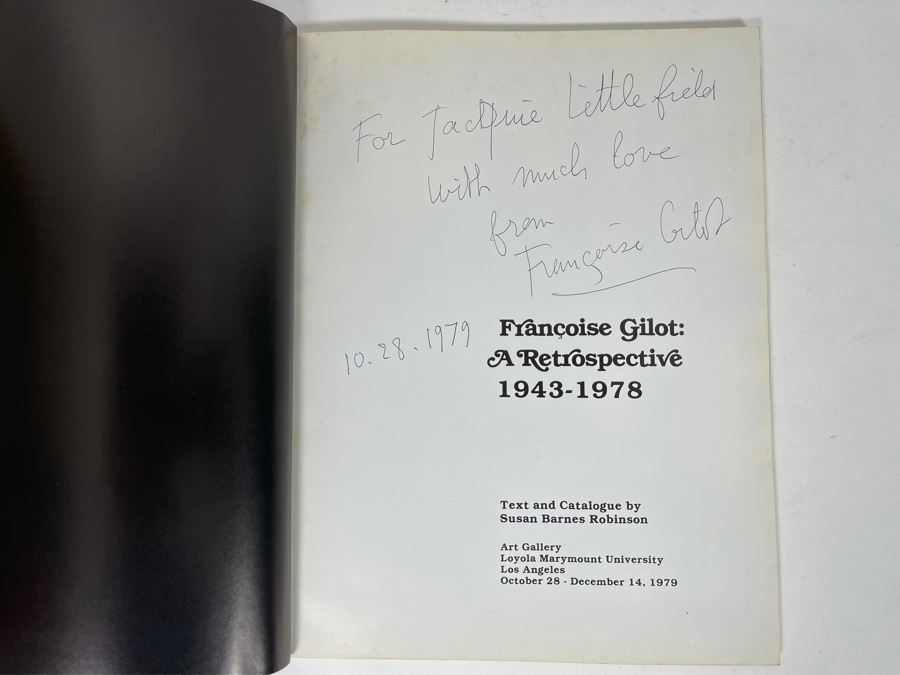 For Jacquie Littlefield
with much love
from
Françoise Gilot
10.28.1979
Françoise Gilot:
A Retrospective
1943-1978
Text and Catalogue by
Susan Barnes Robinson
Art Gallery
Loyola Marymount University
Los Angeles
October 28 - December 14, 1979